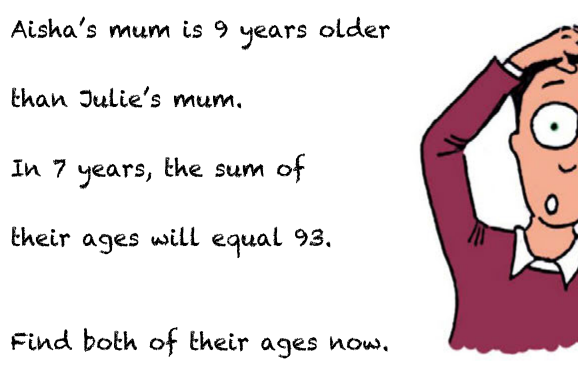 Aisha's mum is 9 years older
than Julie's mum.
In 7 years, the sum of
their ages will equal 93.
Find both of their ages now.